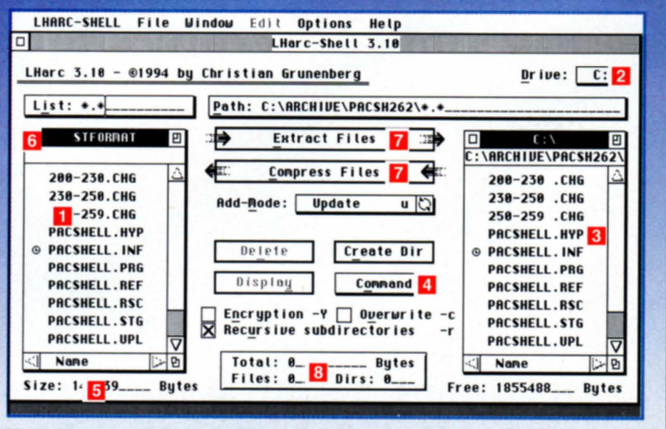 LHARC-SHELL File Window Edit Options Help
LHarc-Shell 3.10
LHarc 3.10 - ©1994 by Christian Grunenberg
Drive: C: 2
List: *.*
Path: C:\ARCHIVE\PACSH262\*.*
6 STFORMAT
Extract Files 7
C:\
C:\ARCHIVE\PACSH262\
Compress Files 7
200-230.CHG
230-250.CHG
1 -259.CHG
PACSHELL.HYP
PACSHELL.INF
PACSHELL.PRG
PACSHELL.REF
PACSHELL.RSC
PACSHELL.STG
PACSHELL.UPL
Name
Add-Mode: Update u
Delete
Create Dir
Display
Command 4
Encryption -Y
Overwrite -c
Recursive subdirectories -r
Total: 0 Bytes
Files: 0 8 Dirs: 0
200-230 .CHG
230-250 .CHG
250-259 .CHG
PACSHELL.HYP 3
PACSHELL.INF
PACSHELL.PRG
PACSHELL.REF
PACSHELL.RSC
PACSHELL.STG
PACSHELL.UPL
Name
Size: 14 5 39 Bytes
Free: 1855488 Bytes